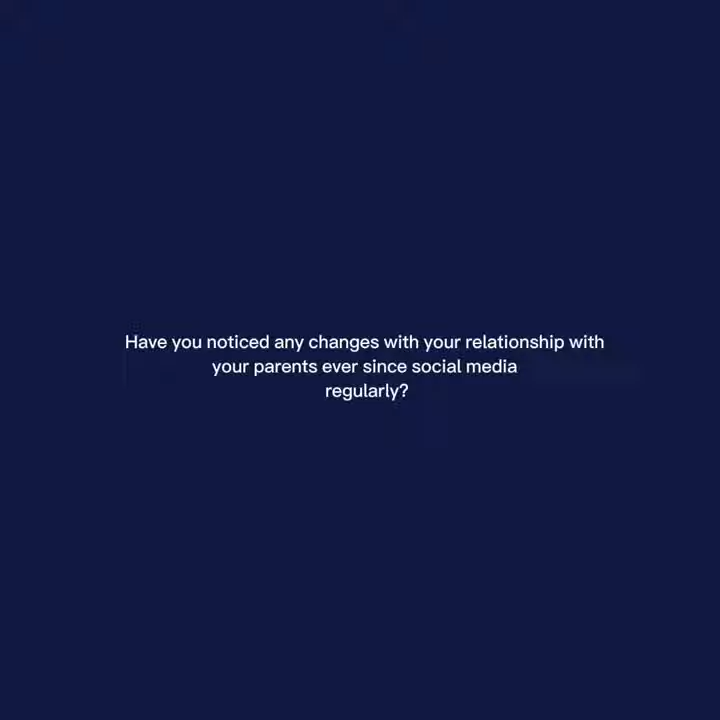 Have you noticed any changes with your relationship with
your parents ever since social media
regularly?